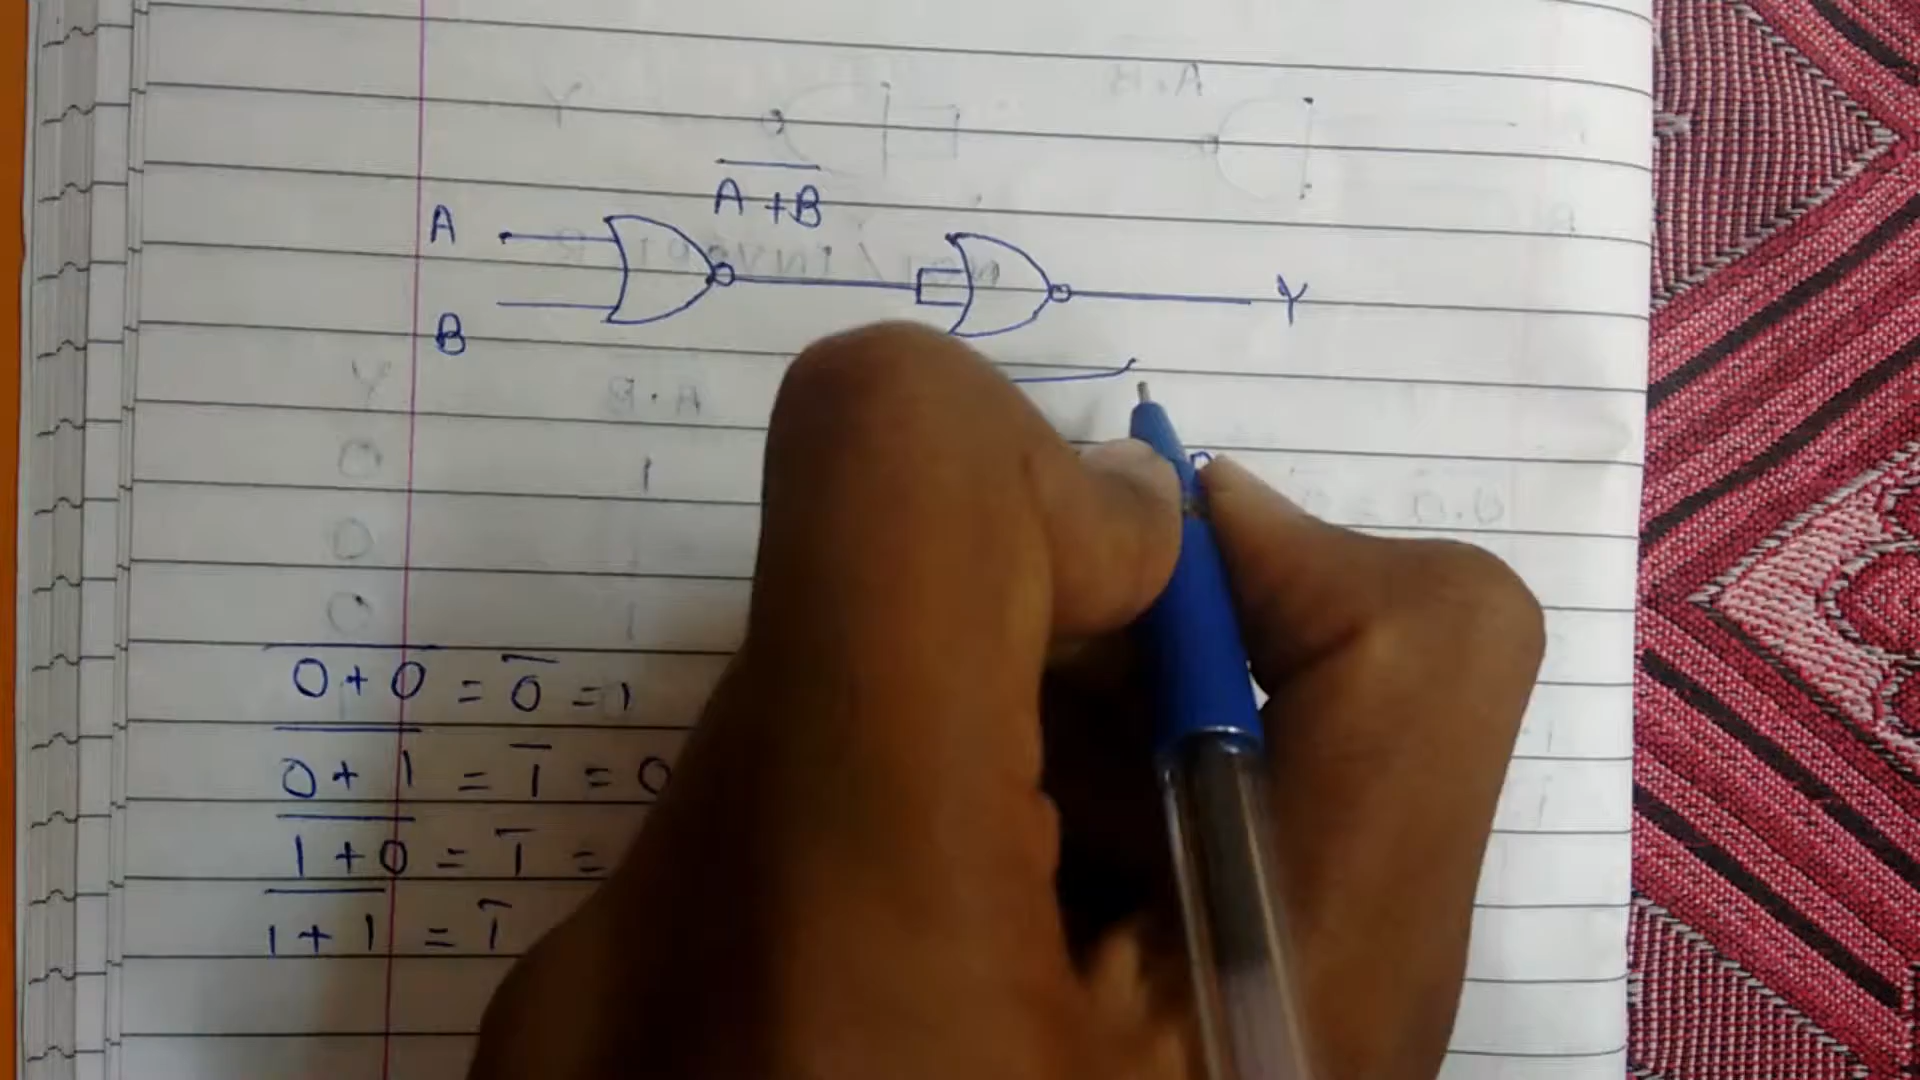 A̅ ̅+̅B̅
A
B
Y
0̅ ̅+̅ ̅0̅ = 0̅ = 1
0̅ ̅+̅ ̅1̅ = 1̅ = 0
1̅ ̅+̅ ̅0̅ = 1̅ =
1̅ ̅+̅ ̅1̅ = 1̅